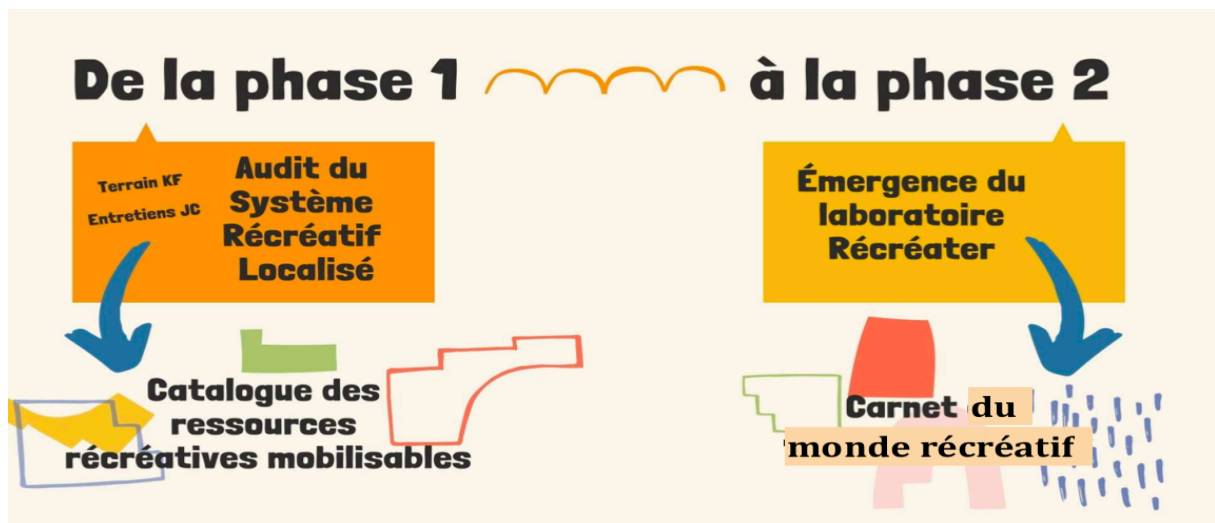 De la phase 1 à la phase 2
Terrain KF
Entretiens JC
Audit du
Système
Récréatif
Localisé
Catalogue des
ressources
récréatives mobilisables
Émergence du
laboratoire
Récréater
Carnet du
monde récréatif